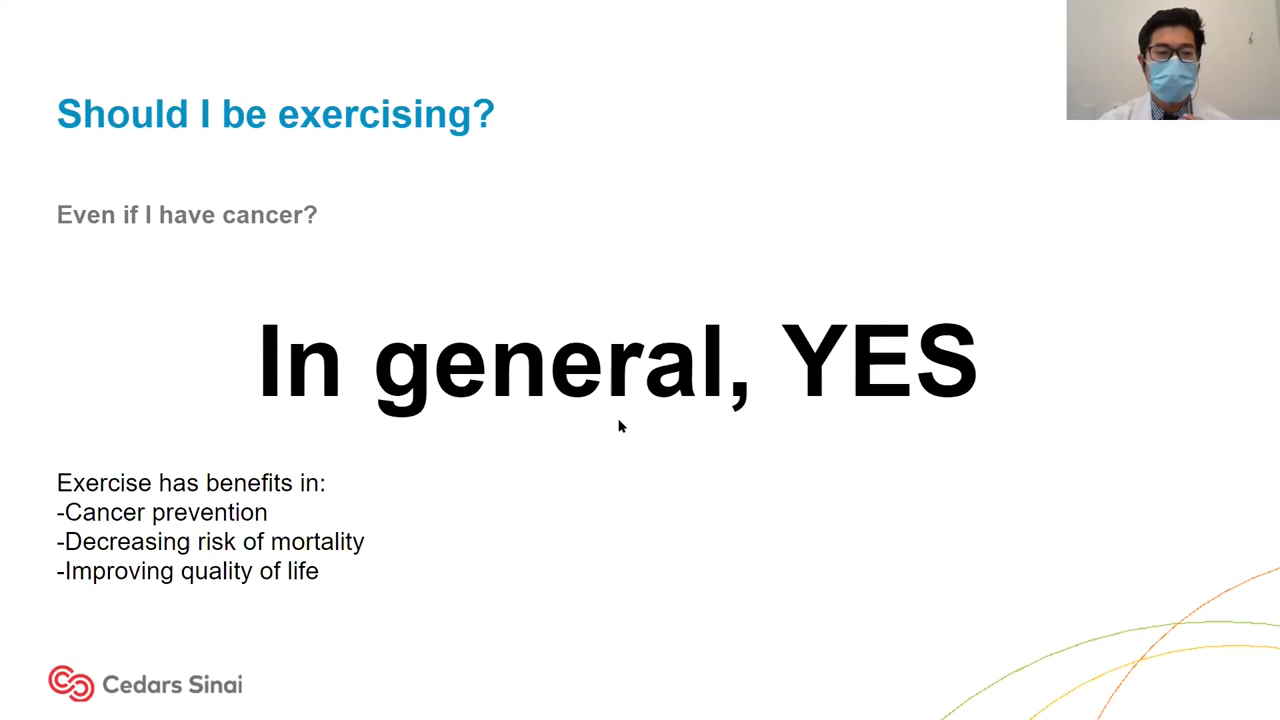 Should I be exercising?
Even if I have cancer?
In general, YES
Exercise has benefits in:
-Cancer prevention
-Decreasing risk of mortality
-Improving quality of life
Cedars Sinai